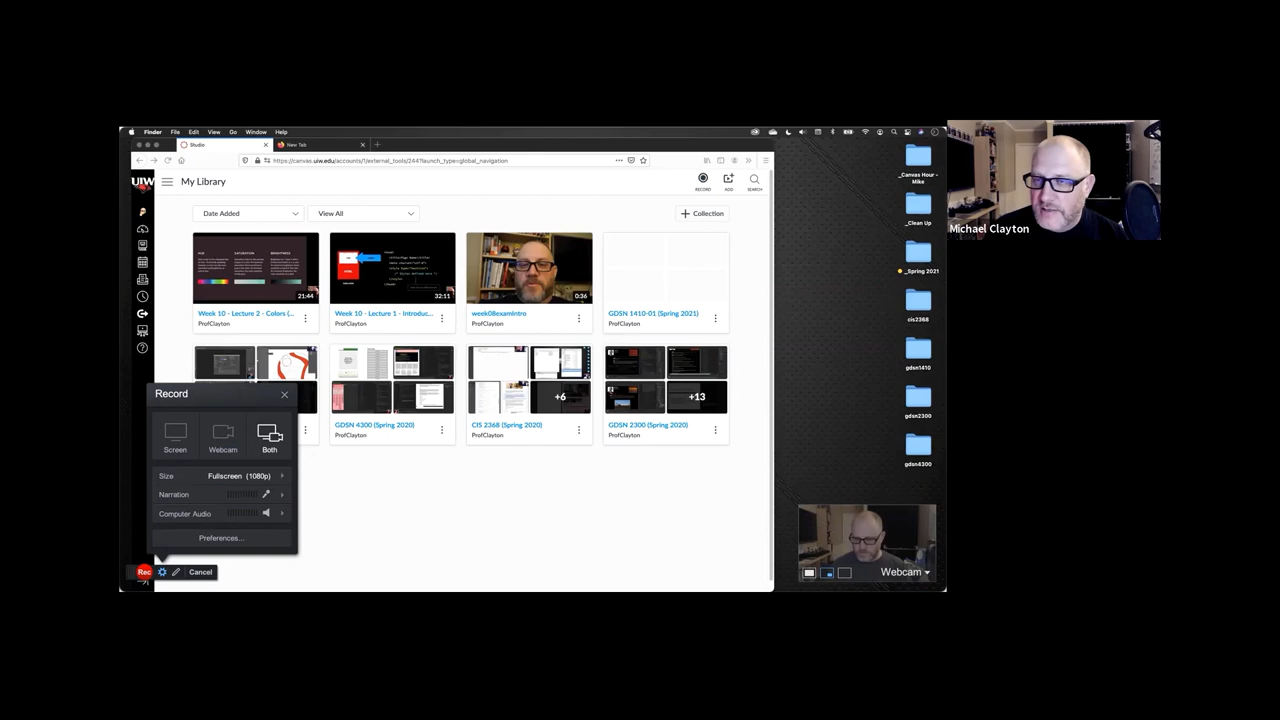 Finder File Edit View Go Window Help
Studio
New Tab
https://canvas.uiw.edu/accounts/1/external_tools/244?launch_type=global_navigation
UIW
My Library
RECORD
ADD
SEARCH
Date Added
View All
Collection
HUE
SATURATION
BRIGHTNESS
21:44
32:11
0:36
Week 10 - Lecture 2 - Colors (...
ProfClayton
Week 10 - Lecture 1 - Introduc...
ProfClayton
week08examIntro
ProfClayton
GDSN 1410-01 (Spring 2021)
ProfClayton
+6
+13
GDSN 4300 (Spring 2020)
ProfClayton
CIS 2368 (Spring 2020)
ProfClayton
GDSN 2300 (Spring 2020)
ProfClayton
Record
Screen
Webcam
Both
Size Fullscreen (1080p)
Narration
Computer Audio
Preferences...
Rec
Cancel
_Canvas Hour -
Mike
_Clean Up
_Spring 2021
cis2368
gdsn1410
gdsn2300
gdsn4300
Webcam
Michael Clayton